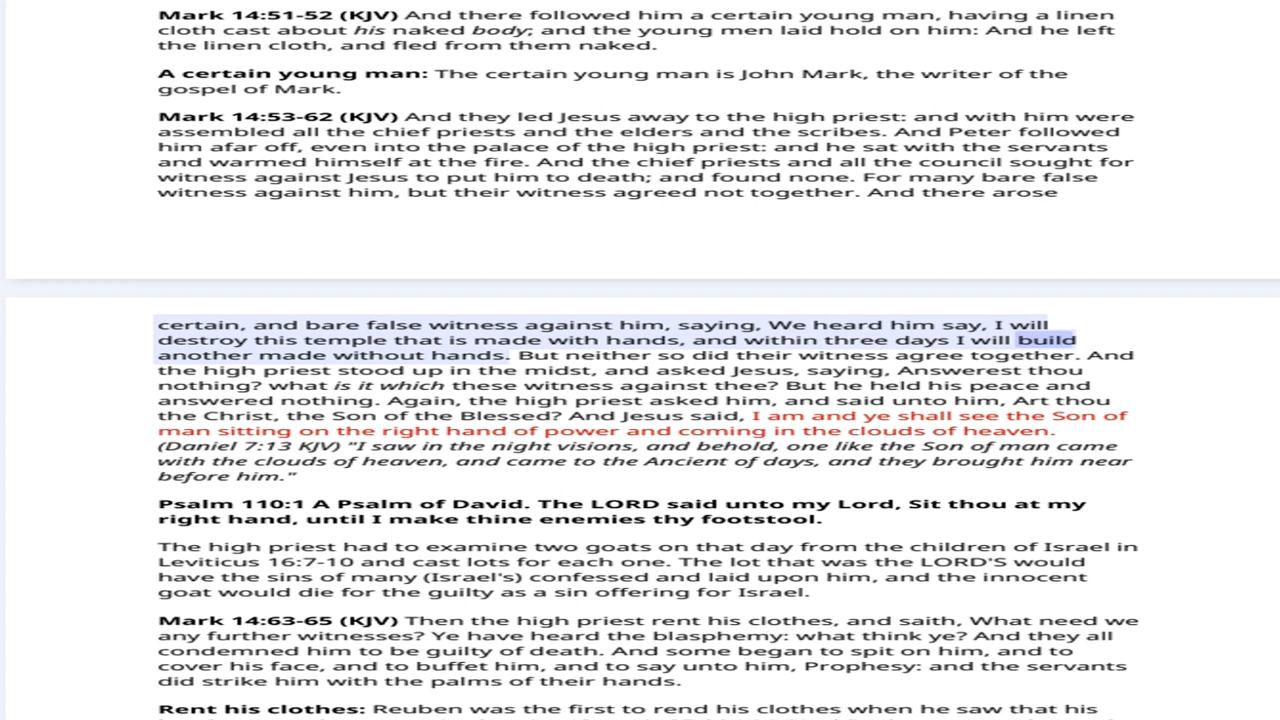 Mark 14:51-52 (KJV) And there followed him a certain young man, having a linen
cloth cast about his naked body; and the young men laid hold on him: And he left
the linen cloth, and fled from them naked.
A certain young man: The certain young man is John Mark, the writer of the
gospel of Mark.
Mark 14:53-62 (KJV) And they led Jesus away to the high priest: and with him were
assembled all the chief priests and the elders and the scribes. And Peter followed
him afar off, even into the palace of the high priest: and he sat with the servants
and warmed himself at the fire. And the chief priests and all the council sought for
witness against Jesus to put him to death; and found none. For many bare false
witness against him, but their witness agreed not together. And there arose
certain, and bare false witness against him, saying, We heard him say, I will
destroy this temple that is made with hands, and within three days I will build
another made without hands. But neither so did their witness agree together. And
the high priest stood up in the midst, and asked Jesus, saying, Answerest thou
nothing? what is it which these witness against thee? But he held his peace and
answered nothing. Again, the high priest asked him, and said unto him, Art thou
the Christ, the Son of the Blessed? And Jesus said, I am and ye shall see the Son of
man sitting on the right hand of power and coming in the clouds of heaven.
(Daniel 7:13 KJV) "I saw in the night visions, and behold, one like the Son of man came
with the clouds of heaven, and came to the Ancient of days, and they brought him near
before him."
Psalm 110:1 A Psalm of David. The LORD said unto my Lord, Sit thou at my
right hand, until I make thine enemies thy footstool.
The high priest had to examine two goats on that day from the children of Israel in
Leviticus 16:7-10 and cast lots for each one. The lot that was the LORD'S would
have the sins of many (Israel's) confessed and laid upon him, and the innocent
goat would die for the guilty as a sin offering for Israel.
Mark 14:63-65 (KJV) Then the high priest rent his clothes, and saith, What need we
any further witnesses? Ye have heard the blasphemy: what think ye? And they all
condemned him to be guilty of death. And some began to spit on him, and to
cover his face, and to buffet him, and to say unto him, Prophesy: and the servants
did strike him with the palms of their hands.
Rent his clothes: Reuben was the first to rend his clothes when he saw that his